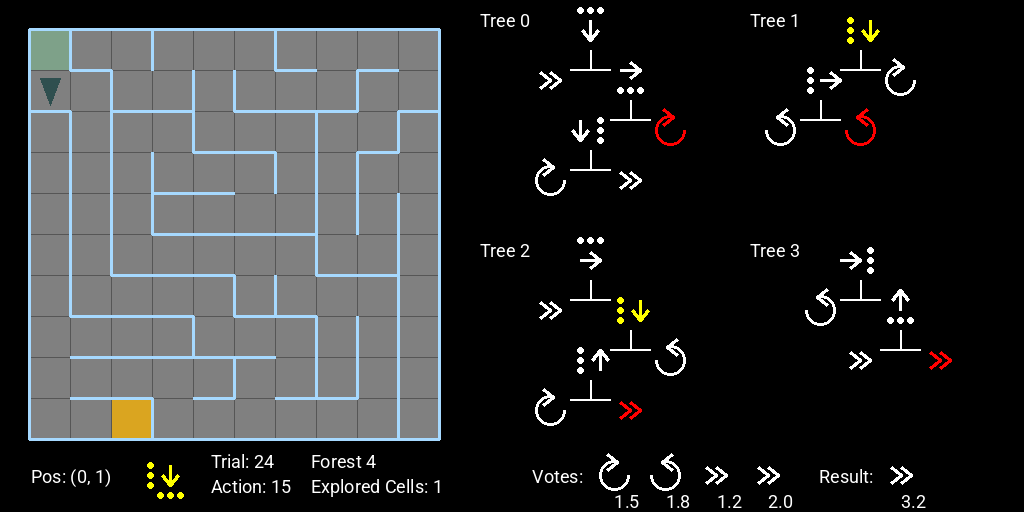 Tree 0
Tree 1
Tree 2
Tree 3
Pos: (0, 1)
Trial: 24
Forest 4
Action: 15
Explored Cells: 1
Votes:
1.5
1.8
1.2
2.0
Result:
3.2